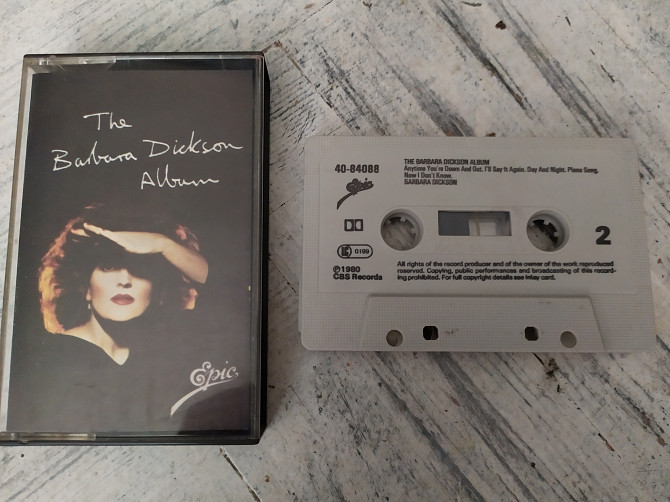 The
Barbara Dickson
Album
Epic
40-84088
THE BARBARA DICKSON ALBUM
Anytime You're Down And Out. I'll Say It Again. Day And Night. Plane Song.
Now I Don't Know.
BARBARA DICKSON
Epic
0199
2
℗1980
CBS Records
All rights of the record producer and of the owner of the work reproduced
reserved. Copying, public performances and broadcasting of this record-
ing prohibited. For full copyright details see inlay card.